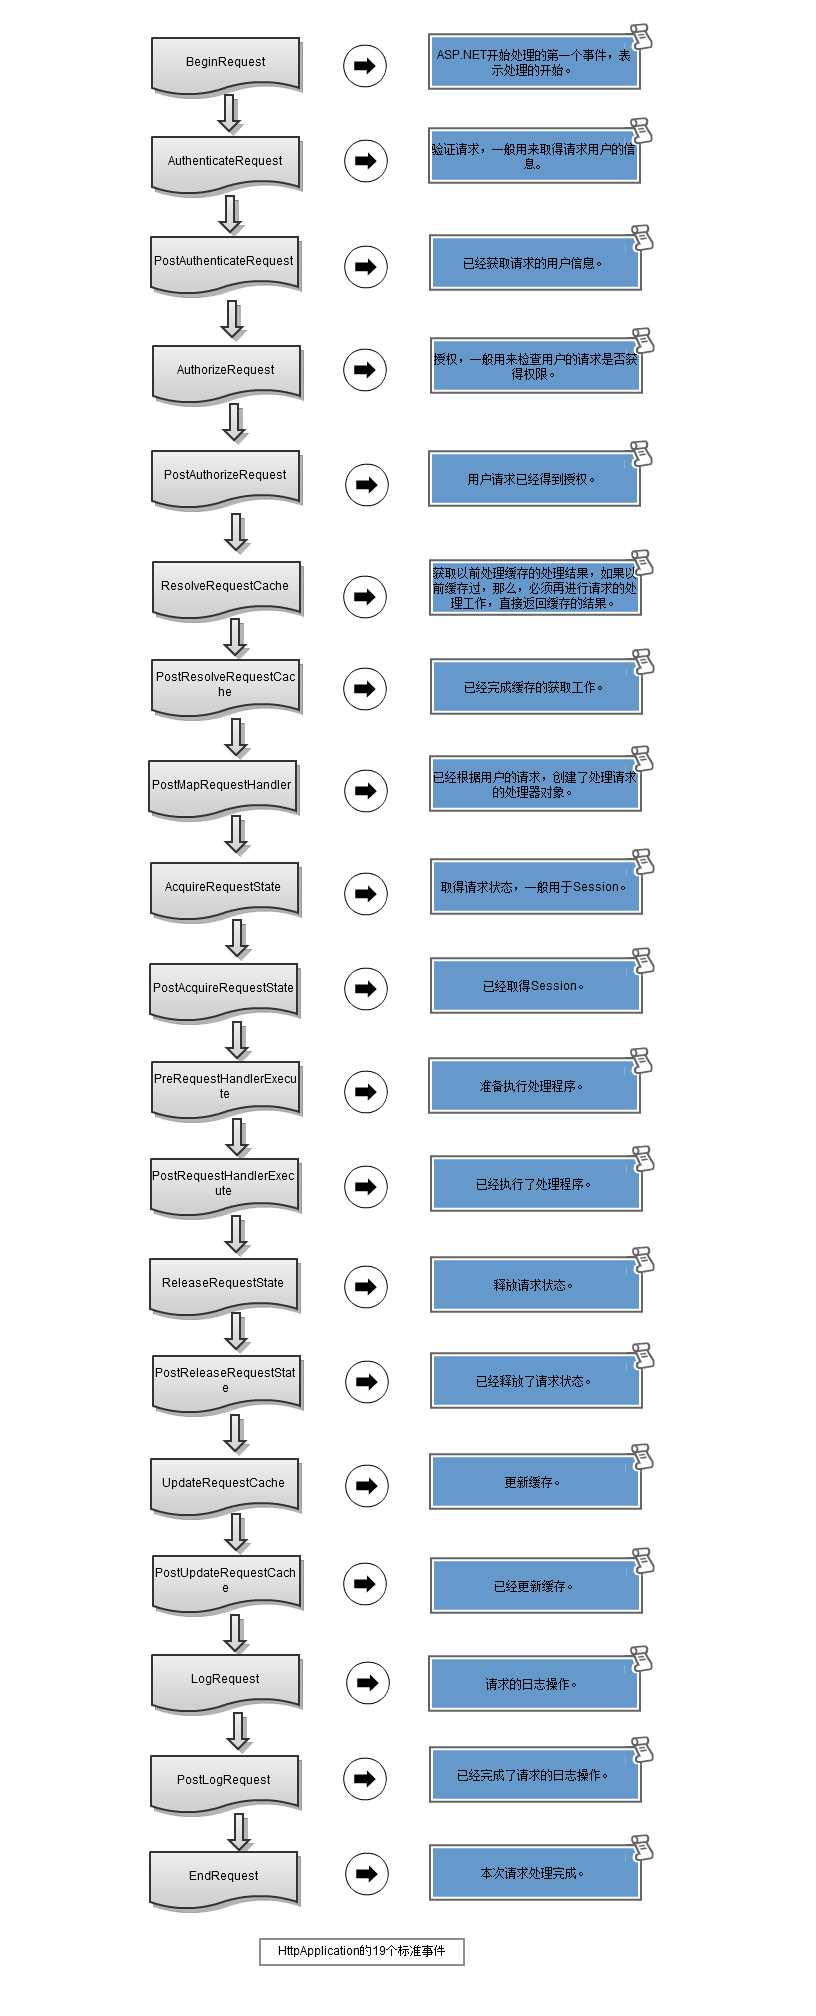 BeginRequest
ASP.NET开始处理的第一个事件，表
示处理的开始。
AuthenticateRequest
验证请求，一般用来取得请求用户的信
息。
PostAuthenticateRequest
已经获取请求的用户信息。
AuthorizeRequest
授权，一般用来检查用户的请求是否获
得权限。
PostAuthorizeRequest
用户请求已经得到授权。
ResolveRequestCache
获取以前处理缓存的处理结果，如果以
前缓存过，那么，必须再进行请求的处
理工作，直接返回缓存的结果。
PostResolveRequestCac
he
已经完成缓存的获取工作。
PostMapRequestHandler
已经根据用户的请求，创建了处理请求
的处理器对象。
AcquireRequestState
取得请求状态，一般用于Session。
PostAcquireRequestState
已经取得Session。
PreRequestHandlerExecu
te
准备执行处理程序。
PostRequestHandlerExec
ute
已经执行了处理程序。
ReleaseRequestState
释放请求状态。
PostReleaseRequestStat
e
已经释放了请求状态。
UpdateRequestCache
更新缓存。
PostUpdateRequestCach
e
已经更新缓存。
LogRequest
请求的日志操作。
PostLogRequest
已经完成了请求的日志操作。
EndRequest
本次请求处理完成。
HttpApplication的19个标准事件